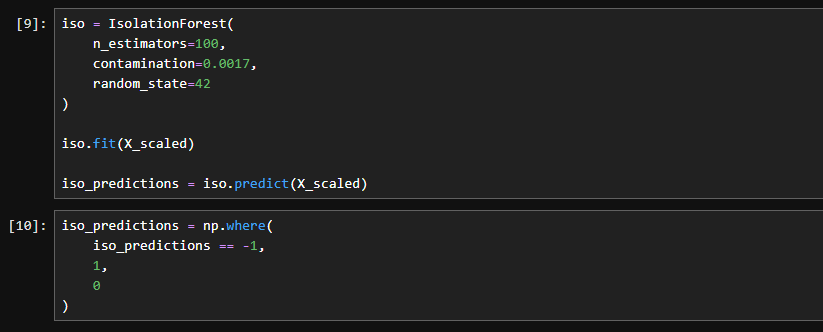 [9]: iso = IsolationForest(
    n_estimators=100,
    contamination=0.0017,
    random_state=42
)
iso.fit(X_scaled)
iso_predictions = iso.predict(X_scaled)
[10]: iso_predictions = np.where(
    iso_predictions == -1,
    1,
    0
)